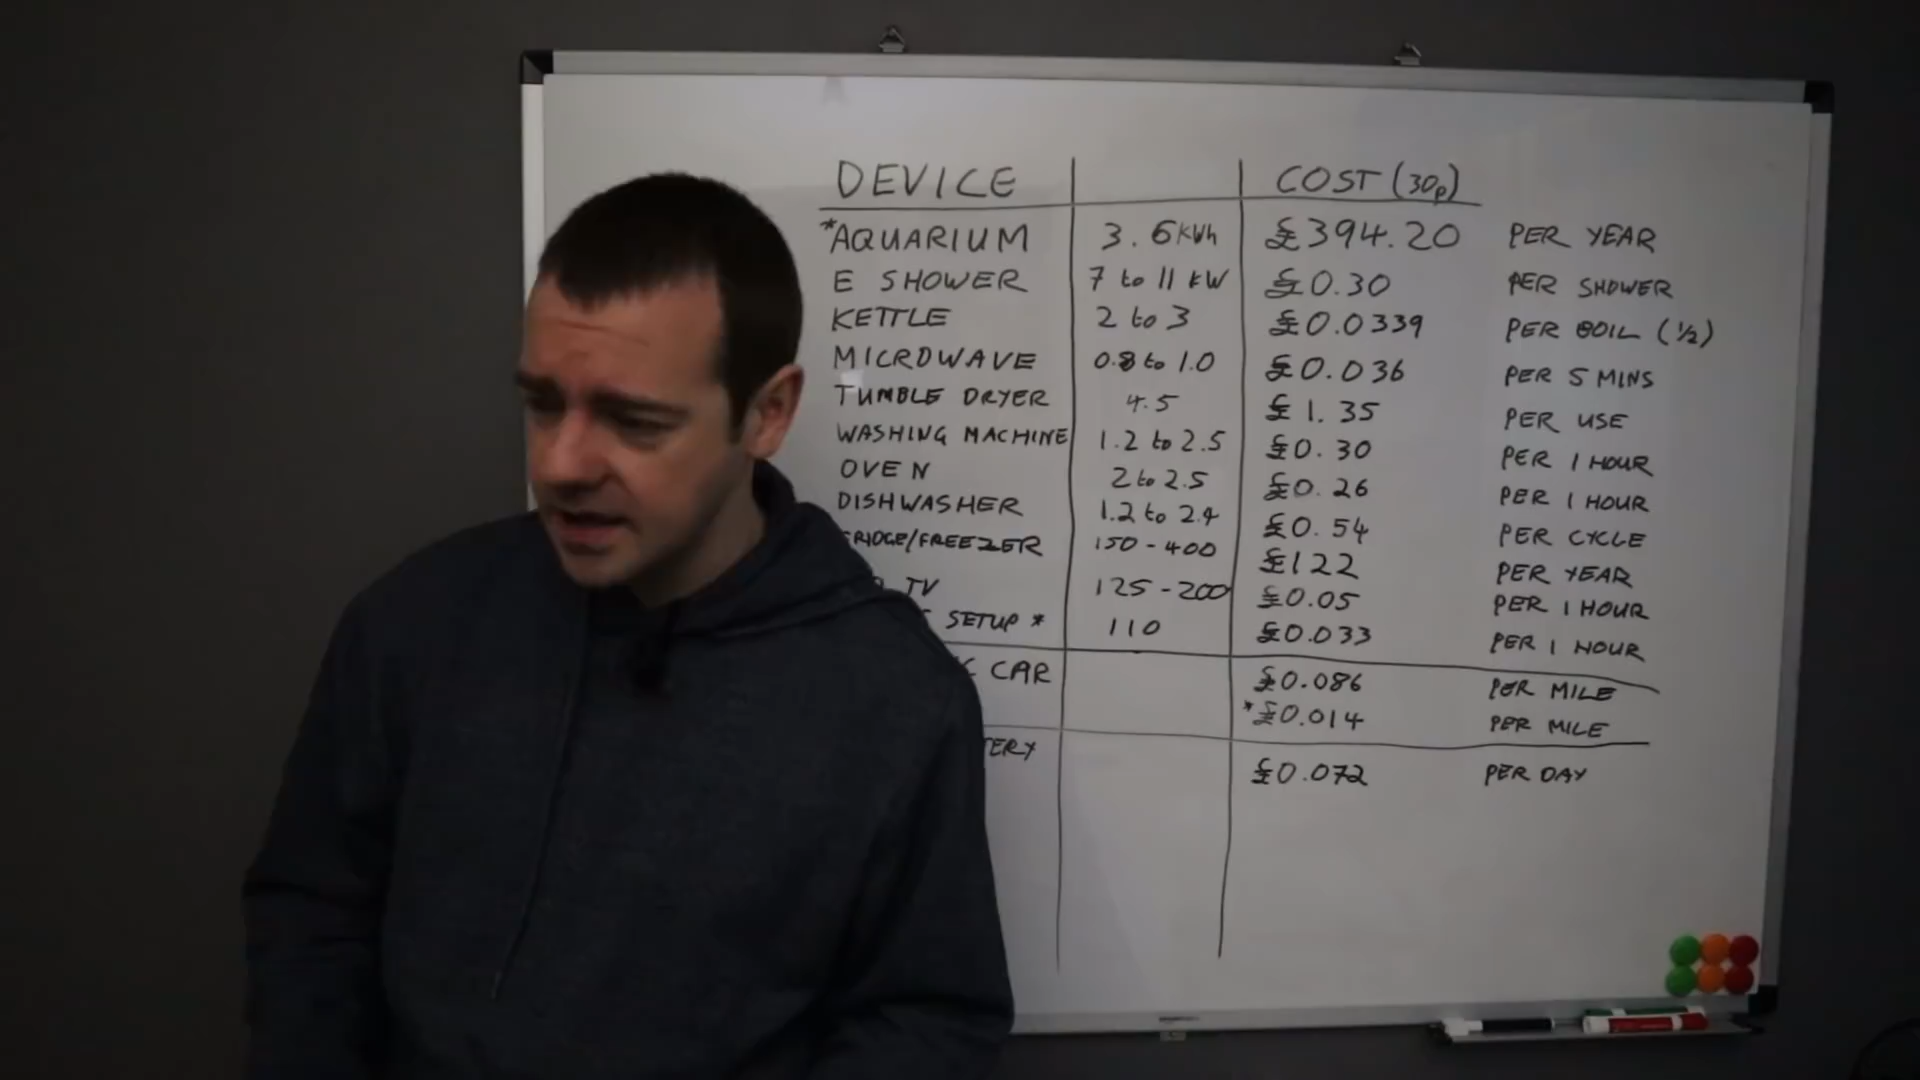 DEVICE COST (30p)
*AQUARIUM 3.6kWh £394.20 PER YEAR
E SHOWER 7 to 11 kW £0.30 PER SHOWER
KETTLE 2 to 3 £0.0339 PER BOIL (1/2)
MICROWAVE 0.8 to 1.0 £0.036 PER 5 MINS
TUMBLE DRYER 4.5 £1.35 PER USE
WASHING MACHINE 1.2 to 2.5 £0.30 PER 1 HOUR
OVEN 2 to 2.5 £0.26 PER 1 HOUR
DISHWASHER 1.2 to 2.4 £0.54 PER CYCLE
FRIDGE/FREEZER 150-400 £122 PER YEAR
TV 125-200 £0.05 PER 1 HOUR
SETUP * 110 £0.033 PER 1 HOUR
CAR £0.086 PER MILE
*£0.014 PER MILE
TERY £0.072 PER DAY